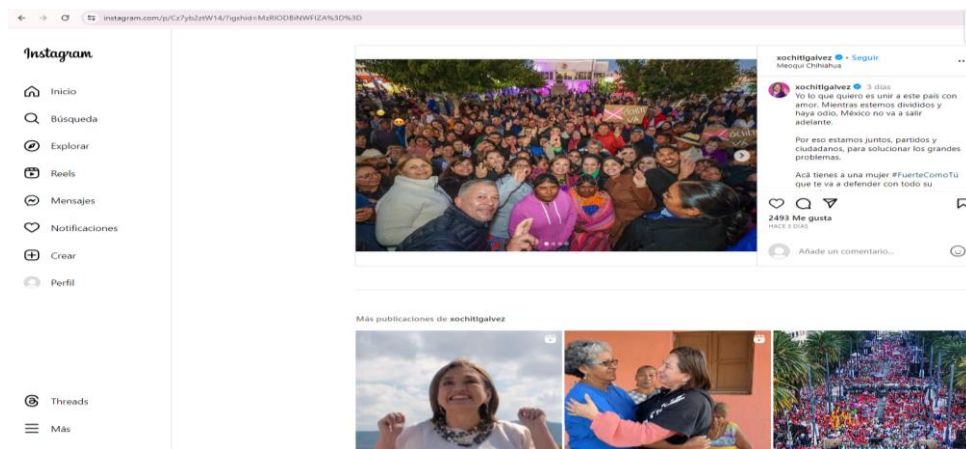 instagram.com/p/Cz7yb2ztW14/?igshid=MzRlODBiNWFlZA%3D%3D
Instagram
Inicio
Búsqueda
Explorar
Reels
Mensajes
Notificaciones
Crear
Perfil
Threads
Más
xochitlgalvez • Seguir
Meoqui Chihiahua
xochitlgalvez 3 días
Yo lo que quiero es unir a este país con
amor. Mientras estemos divididos y
haya odio, México no va a salir
adelante.
Por eso estamos juntos, partidos y
ciudadanos, para solucionar los grandes
problemas.
Acá tienes a una mujer #FuerteComoTú
que te va a defender con todo su
2493 Me gusta
HACE 3 DÍAS
Añade un comentario...
Más publicaciones de xochitlgalvez